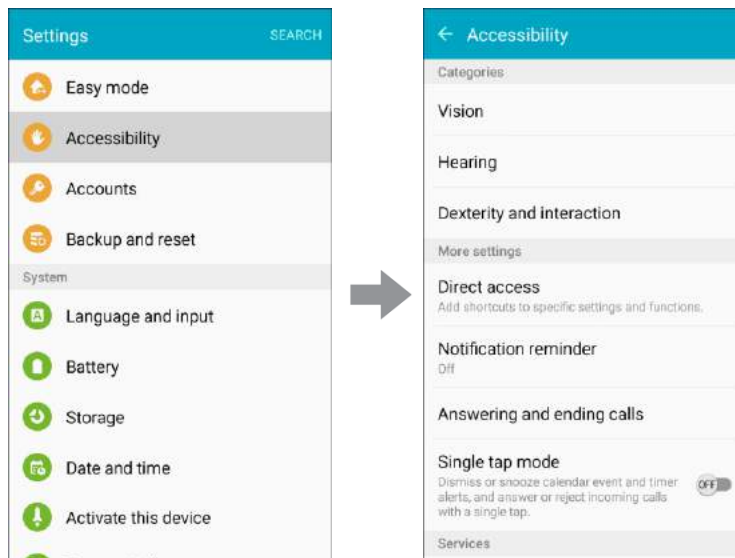 Settings SEARCH
Easy mode
Accessibility
Accounts
Backup and reset
System
Language and input
Battery
Storage
Date and time
Activate this device
Accessibility
Categories
Vision
Hearing
Dexterity and interaction
More settings
Direct access
Add shortcuts to specific settings and functions.
Notification reminder
Off
Answering and ending calls
Single tap mode
Dismiss or snooze calendar event and timer
alerts, and answer or reject incoming calls
with a single tap.
OFF
Services